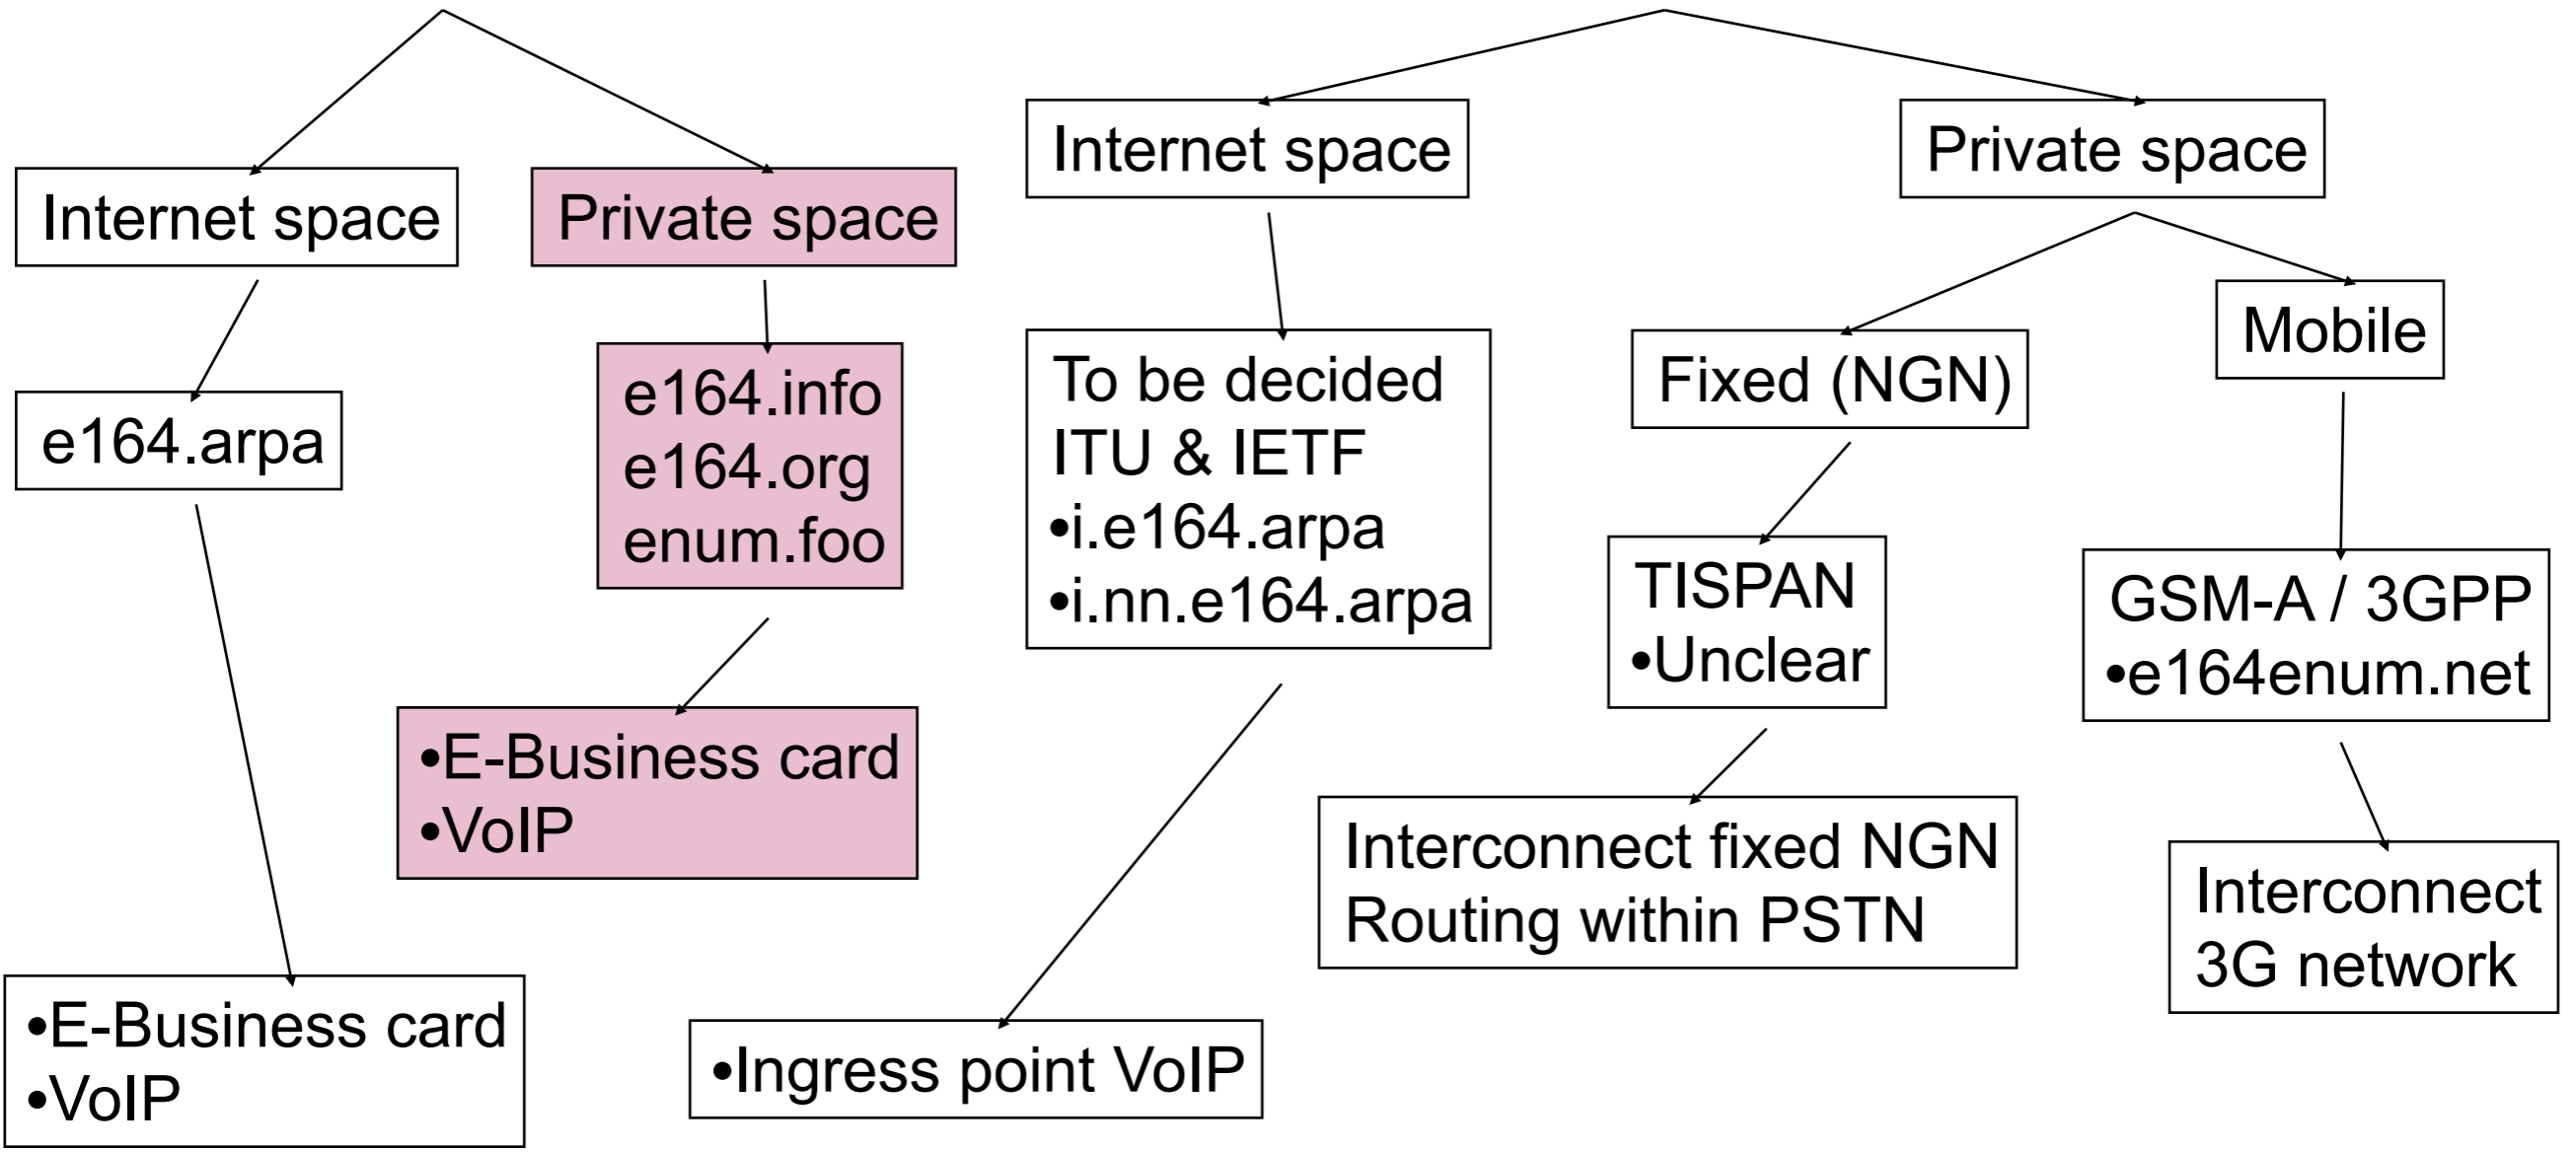 Internet space
Private space
e164.arpa
e164.info
e164.org
enum.foo
•E-Business card
•VoIP
•E-Business card
•VoIP
Internet space
Private space
To be decided
ITU & IETF
•i.e164.arpa
•i.nn.e164.arpa
•Ingress point VoIP
Fixed (NGN)
TISPAN
•Unclear
Interconnect fixed NGN
Routing within PSTN
Mobile
GSM-A / 3GPP
•e164enum.net
Interconnect
3G network